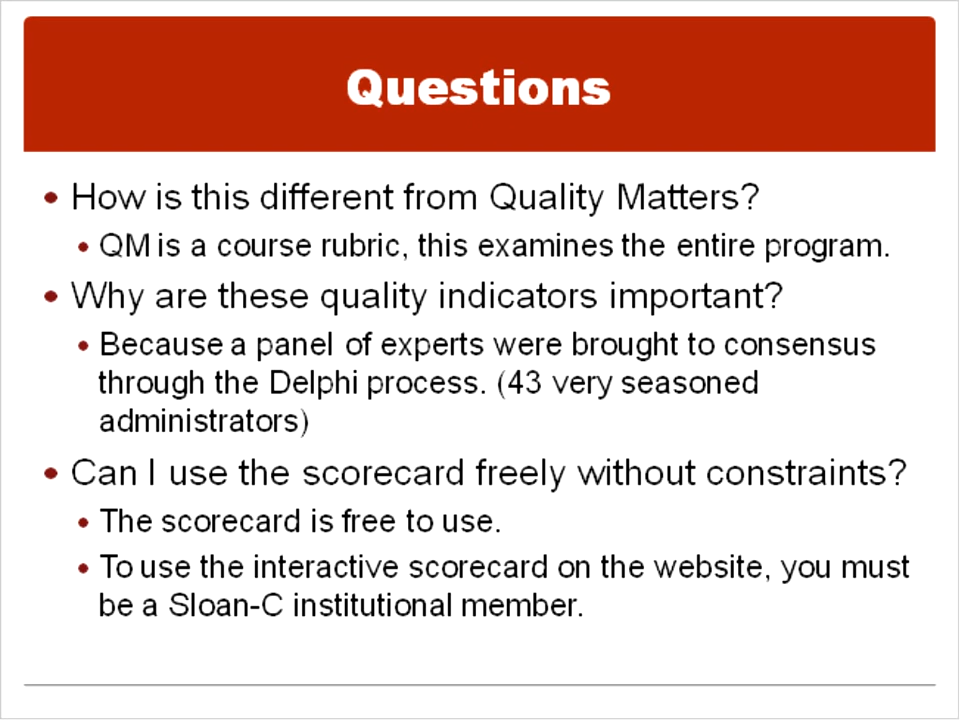 Questions
• How is this different from Quality Matters?
• QM is a course rubric, this examines the entire program.
• Why are these quality indicators important?
• Because a panel of experts were brought to consensus
through the Delphi process. (43 very seasoned
administrators)
• Can I use the scorecard freely without constraints?
• The scorecard is free to use.
• To use the interactive scorecard on the website, you must
be a Sloan-C institutional member.